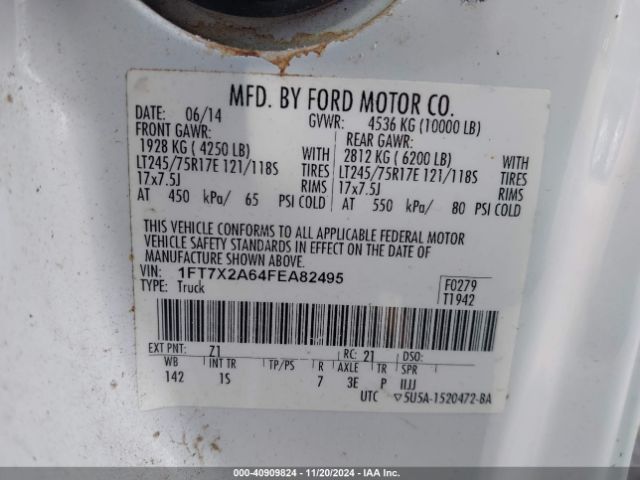 MFD. BY FORD MOTOR CO.
DATE: 06/14 GVWR: 4536 KG (10000 LB)
FRONT GAWR: REAR GAWR:
1928 KG ( 4250 LB) WITH 2812 KG ( 6200 LB) WITH
LT245/75R17E 121/118S TIRES LT245/75R17E 121/118S TIRES
17x7.5J RIMS 17x7.5J RIMS
AT 450 kPa/ 65 PSI COLD AT 550 kPa/ 80 PSI COLD
THIS VEHICLE CONFORMS TO ALL APPLICABLE FEDERAL MOTOR
VEHICLE SAFETY STANDARDS IN EFFECT ON THE DATE OF
MANUFACTURE SHOWN ABOVE.
VIN: 1FT7X2A64FEA82495 F0279
TYPE: Truck T1942
EXT PNT: Z1 RC: 21 DSO:
WB INT TR TP/PS R AXLE TR SPR
142 1S 7 3E P IIJJ
UTC ▽5U5A-1520472-BA
000-40909824 | 11/20/2024 | IAA Inc.